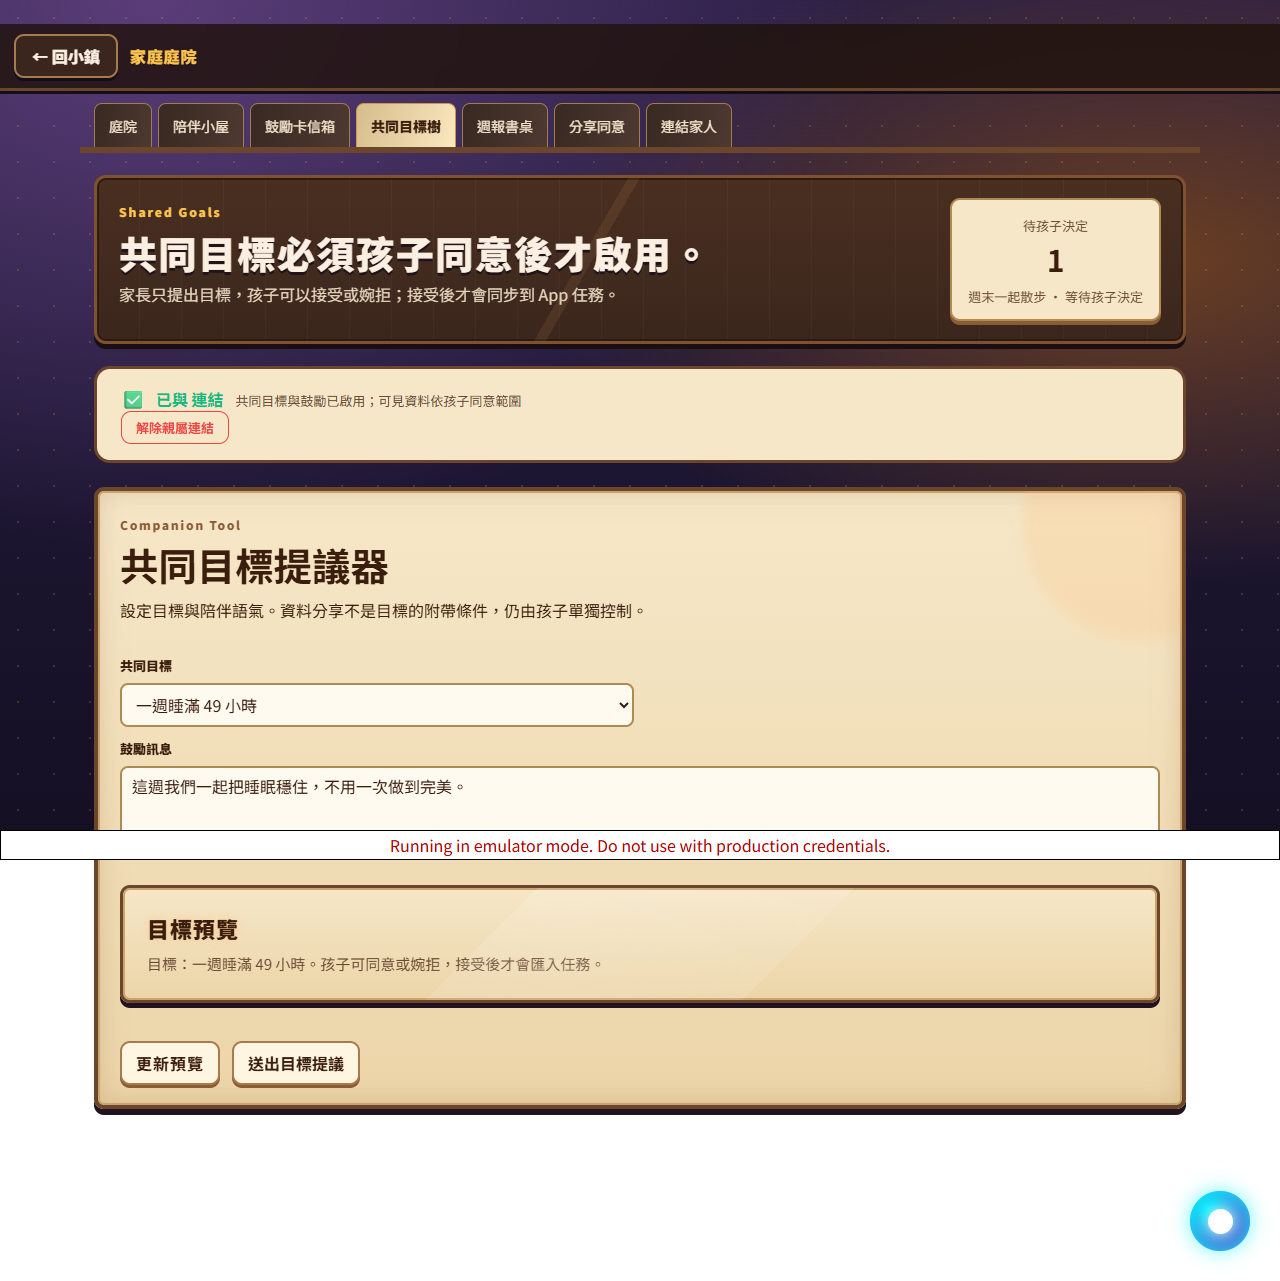 ← 回小鎮
家庭庭院
庭院
陪伴小屋
鼓勵卡信箱
共同目標樹
週報書桌
分享同意
連結家人
Shared Goals
共同目標必須孩子同意後才啟用。
家長只提出目標，孩子可以接受或婉拒；接受後才會同步到 App 任務。
待孩子決定
1
週末一起散步 · 等待孩子決定
✅ 已與 連結 共同目標與鼓勵已啟用；可見資料依孩子同意範圍
解除親屬連結
Companion Tool
共同目標提議器
設定目標與陪伴語氣。資料分享不是目標的附帶條件，仍由孩子單獨控制。
共同目標
一週睡滿 49 小時
鼓勵訊息
這週我們一起把睡眠穩住，不用一次做到完美。
Running in emulator mode. Do not use with production credentials.
目標預覽
目標：一週睡滿 49 小時。孩子可同意或婉拒，接受後才會匯入任務。
更新預覽
送出目標提議